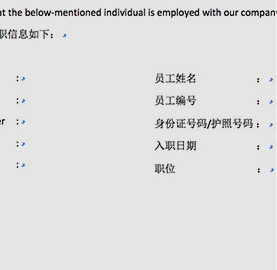 t the below-mentioned individual is employed with our company
职信息如下：
: 员工姓名 ：
: 员工编号 ：
er : 身份证号码/护照号码：
: 入职日期 ：
: 职位 ：